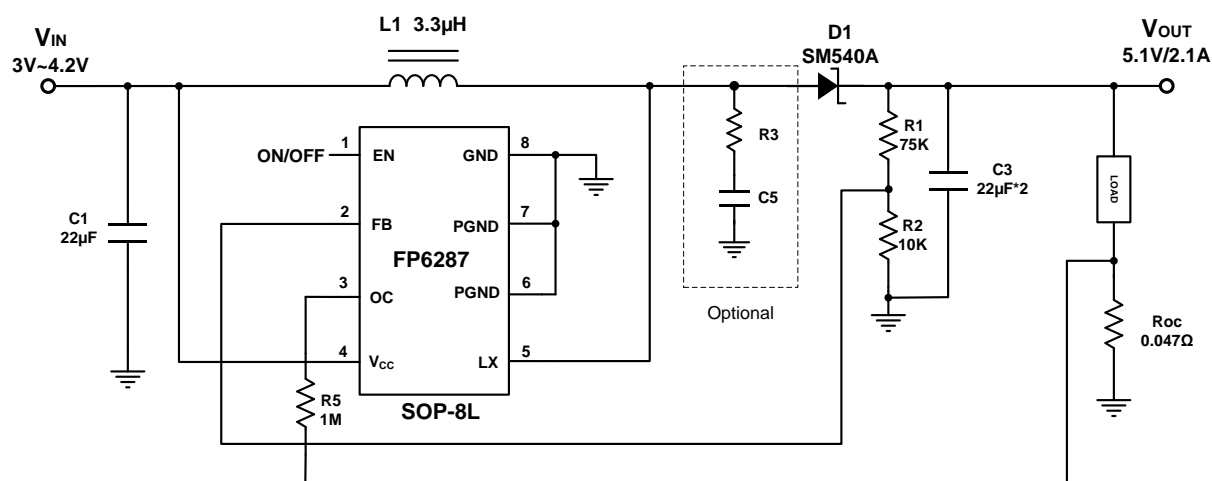 L1 3.3µH
VIN
3V~4.2V
D1
SM540A
VOUT
5.1V/2.1A
ON/OFF
1
EN
GND
8
2
FB
PGND
7
FP6287
3
OC
PGND
6
4
VCC
LX
5
SOP-8L
C1
22µF
R5
1M
R3
C5
Optional
R1
75K
R2
10K
C3
22µF*2
LOAD
Roc
0.047Ω